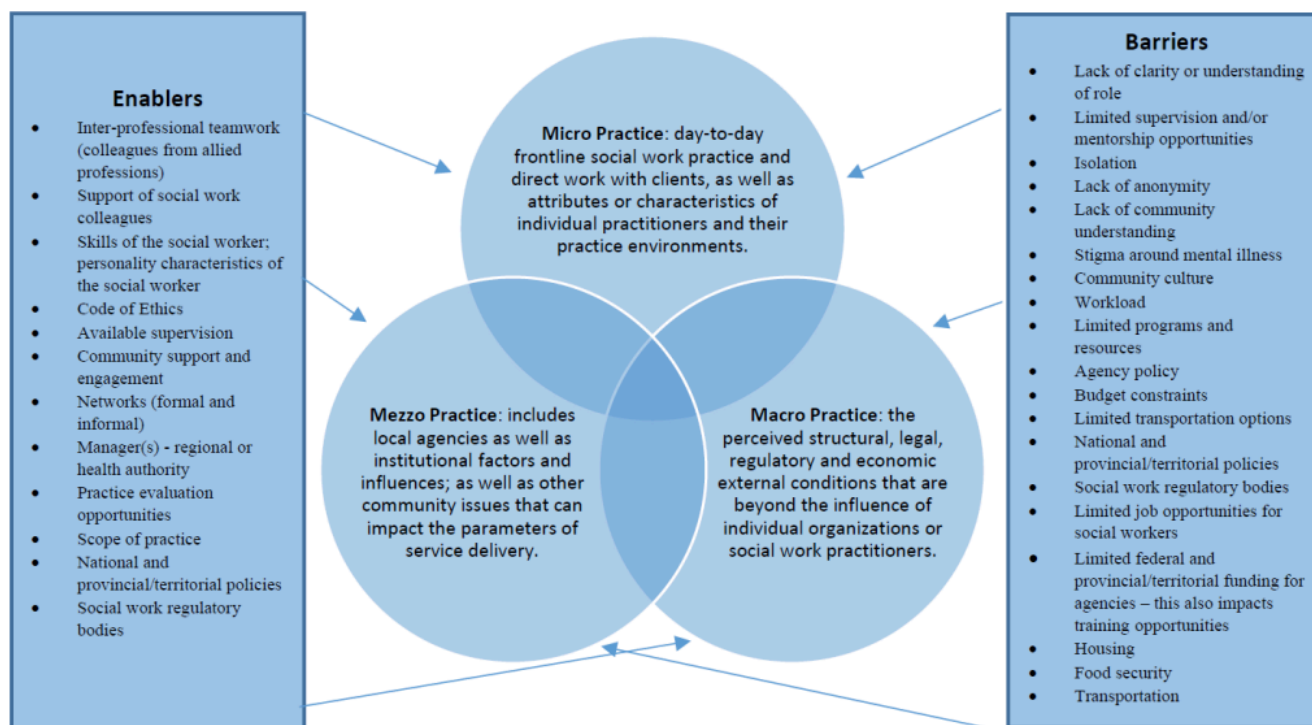 Enablers
• Inter-professional teamwork
(colleagues from allied
professions)
• Support of social work
colleagues
• Skills of the social worker;
personality characteristics of
the social worker
• Code of Ethics
• Available supervision
• Community support and
engagement
• Networks (formal and
informal)
• Manager(s) - regional or
health authority
• Practice evaluation
opportunities
• Scope of practice
• National and
provincial/territorial policies
• Social work regulatory
bodies
Micro Practice: day-to-day
frontline social work practice and
direct work with clients, as well as
attributes or characteristics of
individual practitioners and their
practice environments.
Mezzo Practice: includes
local agencies as well as
institutional factors and
influences; as well as other
community issues that can
impact the parameters of
service delivery.
Macro Practice: the
perceived structural, legal,
regulatory and economic
external conditions that are
beyond the influence of
individual organizations or
social work practitioners.
Barriers
• Lack of clarity or understanding
of role
• Limited supervision and/or
mentorship opportunities
• Isolation
• Lack of anonymity
• Lack of community
understanding
• Stigma around mental illness
• Community culture
• Workload
• Limited programs and
resources
• Agency policy
• Budget constraints
• Limited transportation options
• National and
provincial/territorial policies
• Social work regulatory bodies
• Limited job opportunities for
social workers
• Limited federal and
provincial/territorial funding for
agencies – this also impacts
training opportunities
• Housing
• Food security
• Transportation